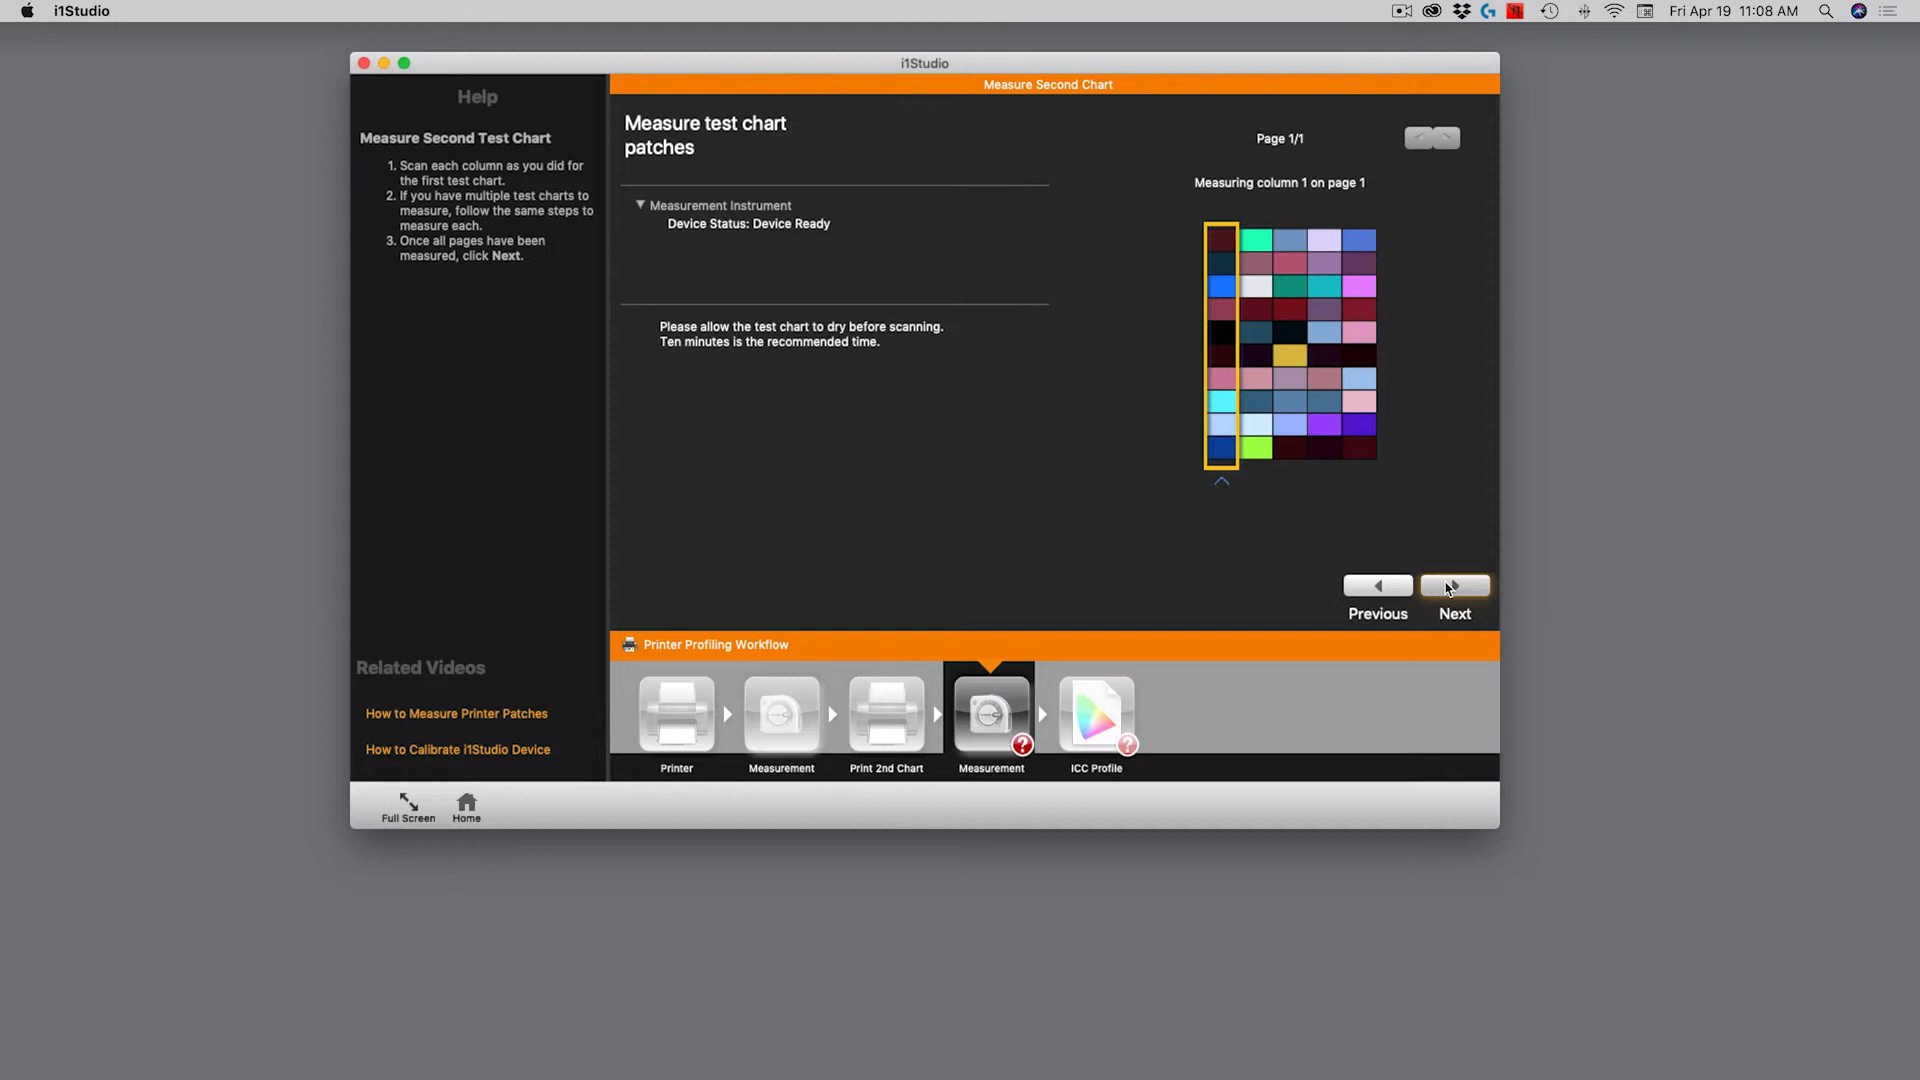 i1Studio
Fri Apr 19 11:08 AM
i1Studio
Help
Measure Second Test Chart
1. Scan each column as you did for
the first test chart.
2. If you have multiple test charts to
measure, follow the same steps to
measure each.
3. Once all pages have been
measured, click Next.
Related Videos
How to Measure Printer Patches
How to Calibrate i1Studio Device
Measure Second Chart
Measure test chart
patches
Measurement Instrument
Device Status: Device Ready
Please allow the test chart to dry before scanning.
Ten minutes is the recommended time.
Page 1/1
Measuring column 1 on page 1
Previous
Next
Printer Profiling Workflow
Printer
Measurement
Print 2nd Chart
Measurement
ICC Profile
Full Screen
Home